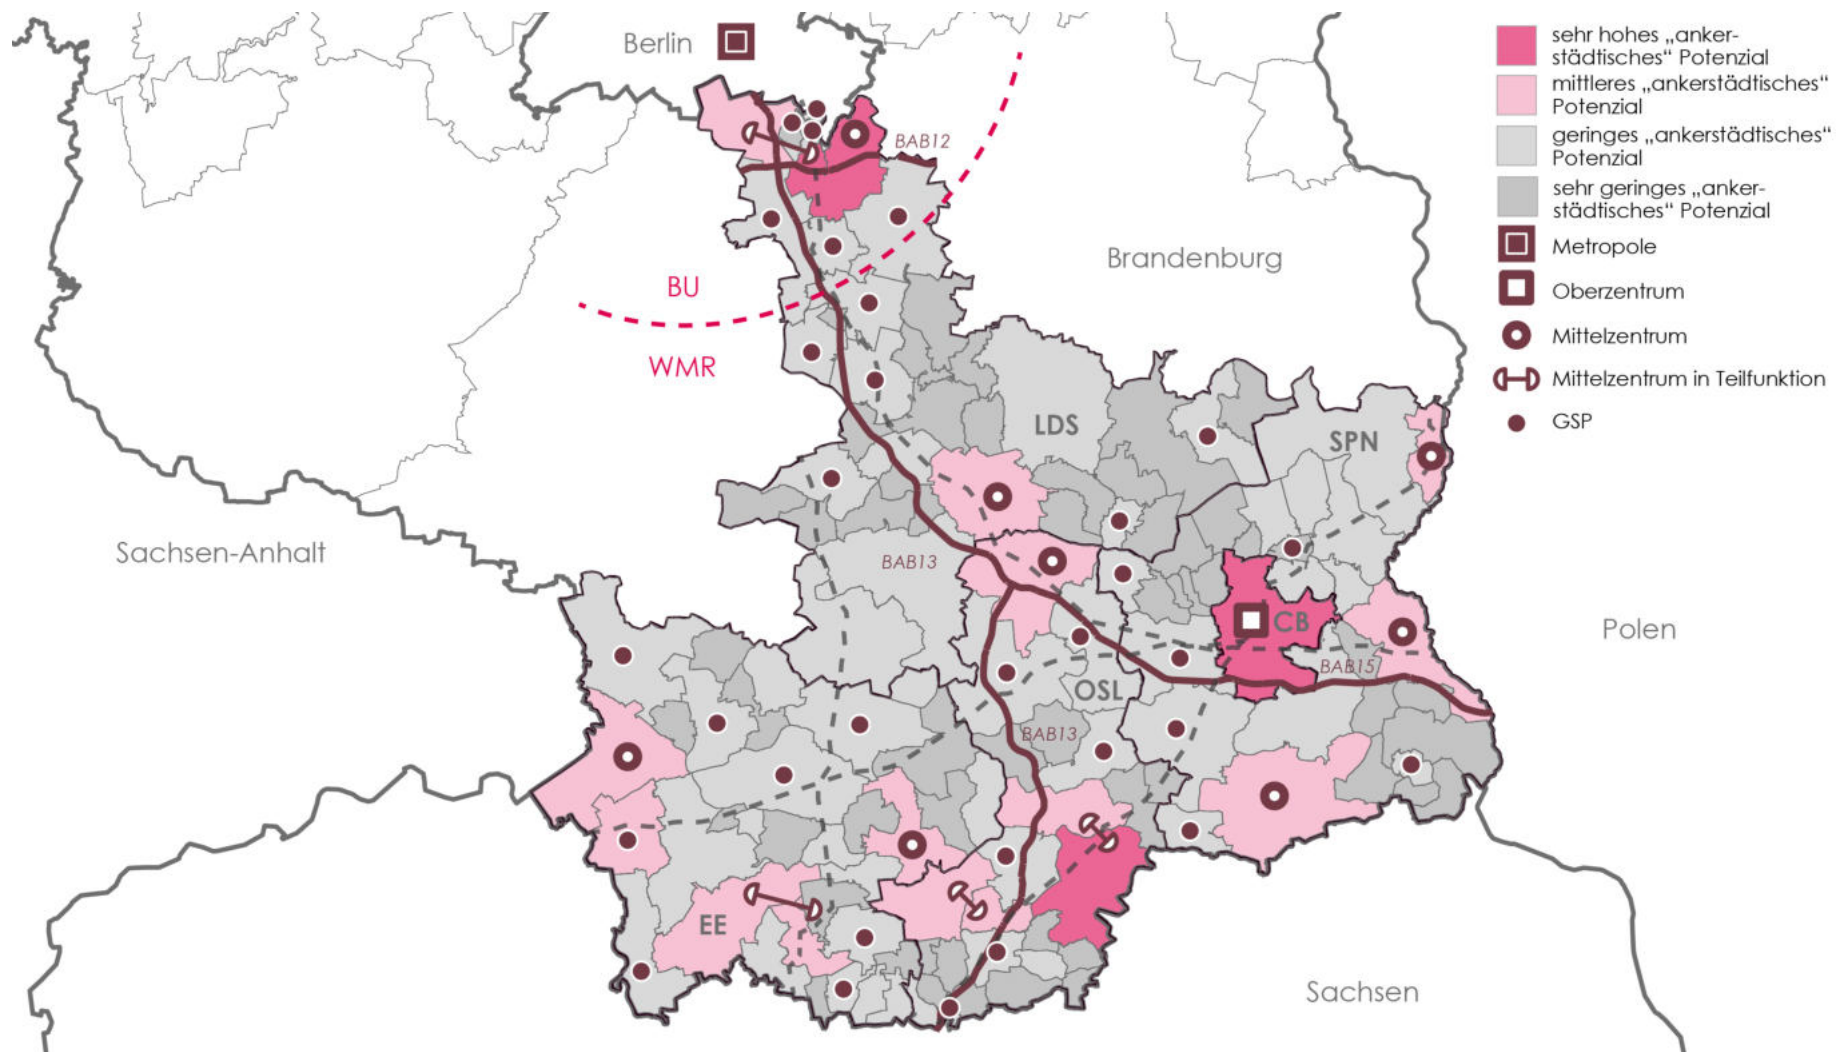 Berlin
BAB12
BU
WMR
Brandenburg
LDS
SPN
Sachsen-Anhalt
BAB13
CB
Polen
BAB15
OSL
BAB13
EE
Sachsen
sehr hohes „anker-
städtisches“ Potenzial
mittleres „ankerstädtisches“
Potenzial
geringes „ankerstädtisches“
Potenzial
sehr geringes „anker-
städtisches“ Potenzial
Metropole
Oberzentrum
Mittelzentrum
Mittelzentrum in Teilfunktion
GSP